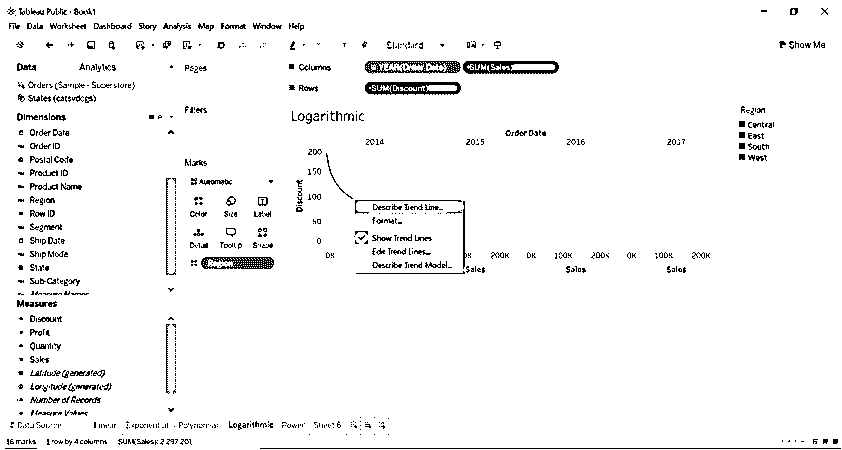 Tableau Public - Book1
File Data Worksheet Dashboard Story Analysis Map Format Window Help
Standard
Show Me
Data Analytics
Orders (Sample - Superstore)
States (catsvdogs)
Dimensions
Order Date
Order ID
Postal Code
Product ID
Product Name
Region
Row ID
Segment
Ship Date
Ship Mode
State
Sub-Category
Measure Names
Measures
Discount
Profit
Quantity
Sales
Latitude (generated)
Longitude (generated)
Number of Records
Measure Values
Pages
Filters
Marks
Automatic
Color Size Label
Detail Tooltip Shape
Region
Columns YEAR(Order Date) SUM(Sales)
Rows SUM(Discount)
Logarithmic
Order Date
2014 2015 2016 2017
Discount
200
150
100
50
0
0K 0K 100K 200K 0K 100K 200K
Sales Sales Sales
Describe Trend Line...
Format...
Show Trend Lines
Edit Trend Lines...
Describe Trend Model...
Region
Central
East
South
West
Data Source Linear Exponential Polynomial Logarithmic Power Sheet 6
16 marks 1 row by 4 columns SUM(Sales): 2,297,201